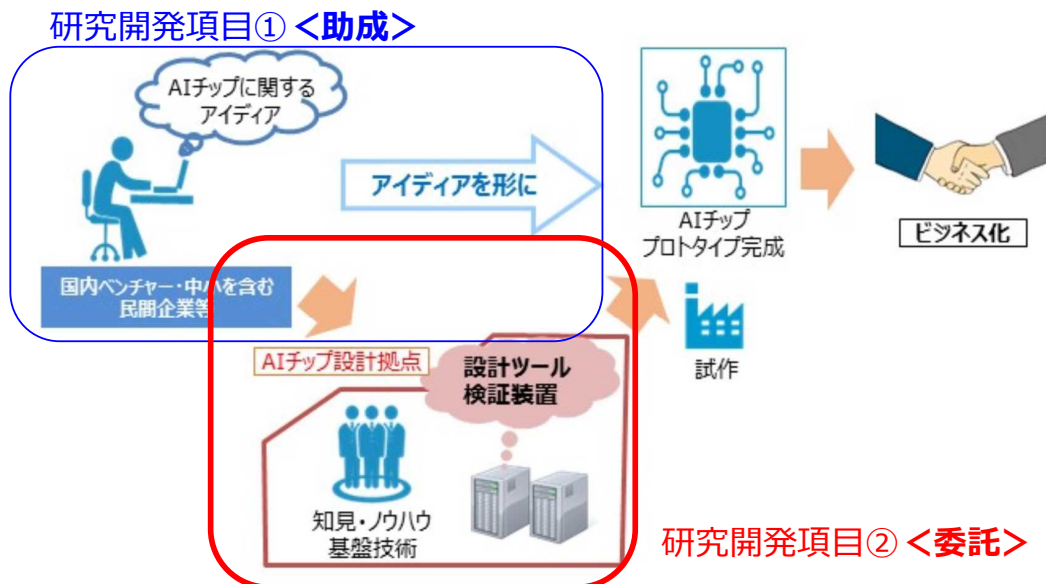 研究開発項目① <助成>
AIチップに関する
アイディア
アイディアを形に
国内ベンチャー・中小を含む
民間企業等
AIチップ
プロトタイプ完成
ビジネス化
試作
AIチップ設計拠点
設計ツール
検証装置
知見・ノウハウ
基盤技術
研究開発項目② <委託>